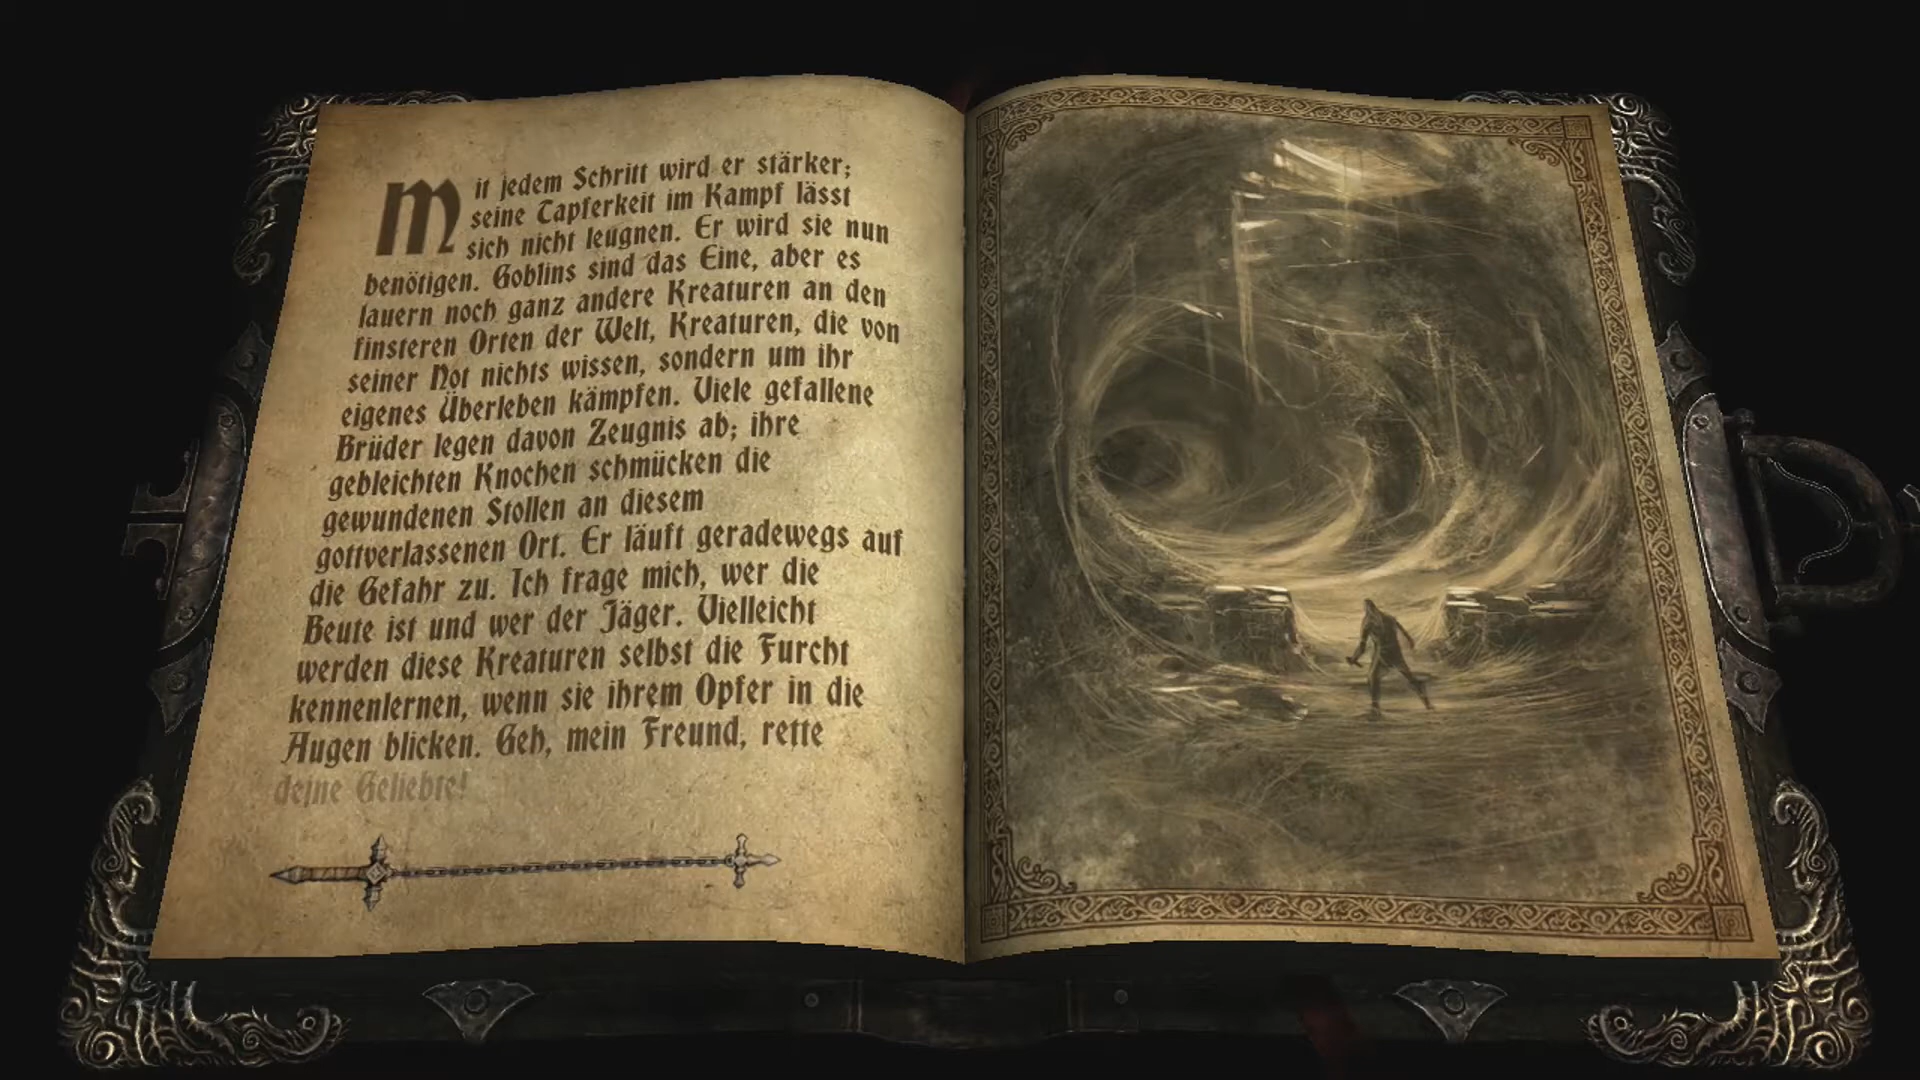 Mit jedem Schritt wird er stärker;
seine Tapferkeit im Kampf lässt
sich nicht leugnen. Er wird sie nun
benötigen. Goblins sind das Eine, aber es
lauern noch ganz andere Kreaturen an den
finsteren Orten der Welt, Kreaturen, die von
seiner Not nichts wissen, sondern um ihr
eigenes Überleben kämpfen. Viele gefallene
Brüder legen davon Zeugnis ab; ihre
gebleichten Knochen schmücken die
gewundenen Stollen an diesem
gottverlassenen Ort. Er läuft geradewegs auf
die Gefahr zu. Ich frage mich, wer die
Beute ist und wer der Jäger. Vielleicht
werden diese Kreaturen selbst die Furcht
kennenlernen, wenn sie ihrem Opfer in die
Augen blicken. Geh, mein Freund, rette
deine Geliebte!